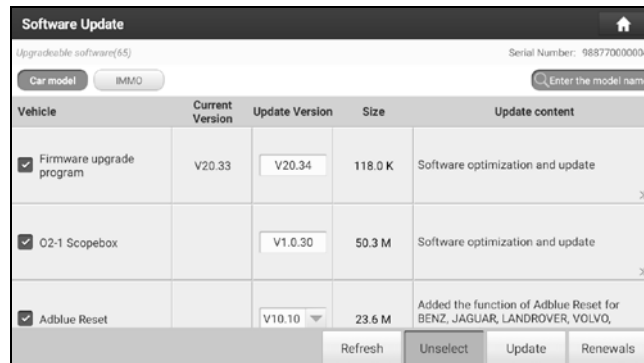 Software Update
Upgradeable software(65)
Serial Number: 98877000000
Car model
IMMO
Enter the model name
Vehicle
Current
Version
Update Version
Size
Update content
Firmware upgrade
program
V20.33
V20.34
118.0 K
Software optimization and update
O2-1 Scopebox
V1.0.30
50.3 M
Software optimization and update
Adblue Reset
V10.10
23.6 M
Added the function of Adblue Reset for
BENZ, JAGUAR, LANDROVER, VOLVO,
Refresh
Unselect
Update
Renewals